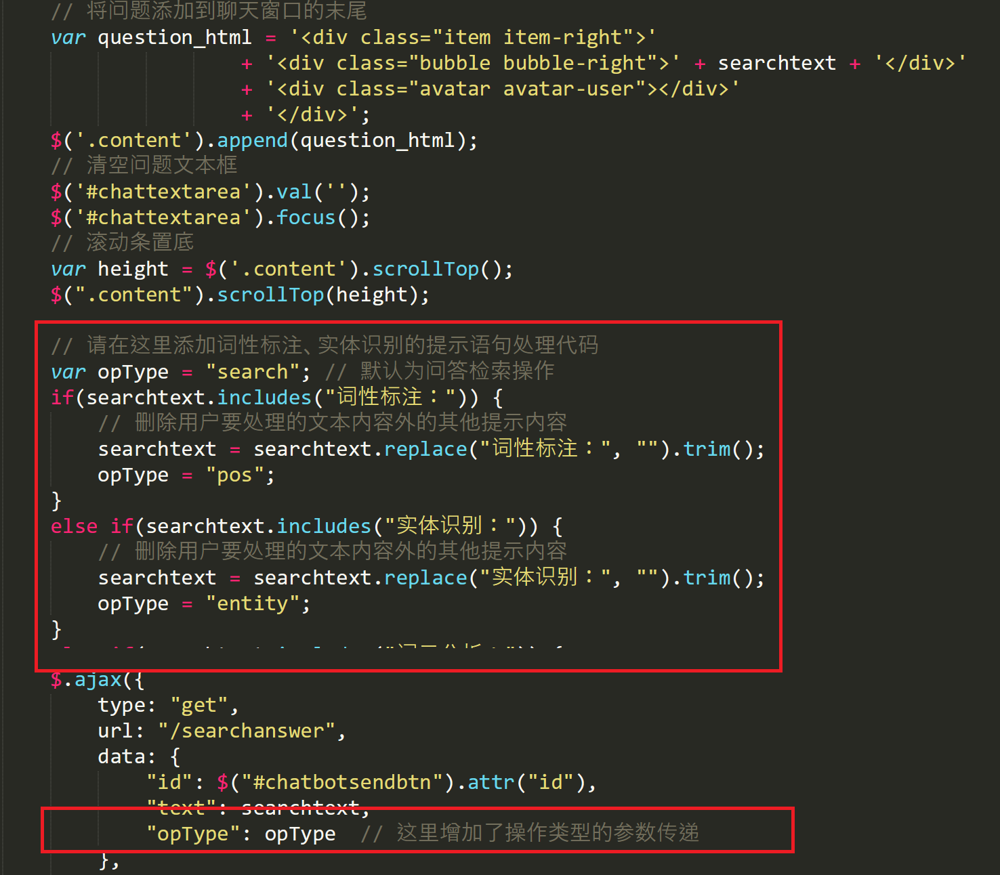 // 将问题添加到聊天窗口的末尾
var question_html = '<div class="item item-right">'
+ '<div class="bubble bubble-right">' + searchtext + '</div>'
+ '<div class="avatar avatar-user"></div>'
+ '</div>';
$('.content').append(question_html);
// 清空问题文本框
$('#chattextarea').val('');
$('#chattextarea').focus();
// 滚动条置底
var height = $('.content').scrollTop();
$(".content").scrollTop(height);
// 请在这里添加词性标注、实体识别的提示语句处理代码
var opType = "search"; // 默认为问答检索操作
if(searchtext.includes("词性标注：")) {
// 删除用户要处理的文本内容外的其他提示内容
searchtext = searchtext.replace("词性标注：", "").trim();
opType = "pos";
}
else if(searchtext.includes("实体识别：")) {
// 删除用户要处理的文本内容外的其他提示内容
searchtext = searchtext.replace("实体识别：", "").trim();
opType = "entity";
}
$.ajax({
type: "get",
url: "/searchanswer",
data: {
"id": $("#chatbotsendbtn").attr("id"),
"text": searchtext,
"opType": opType // 这里增加了操作类型的参数传递
},